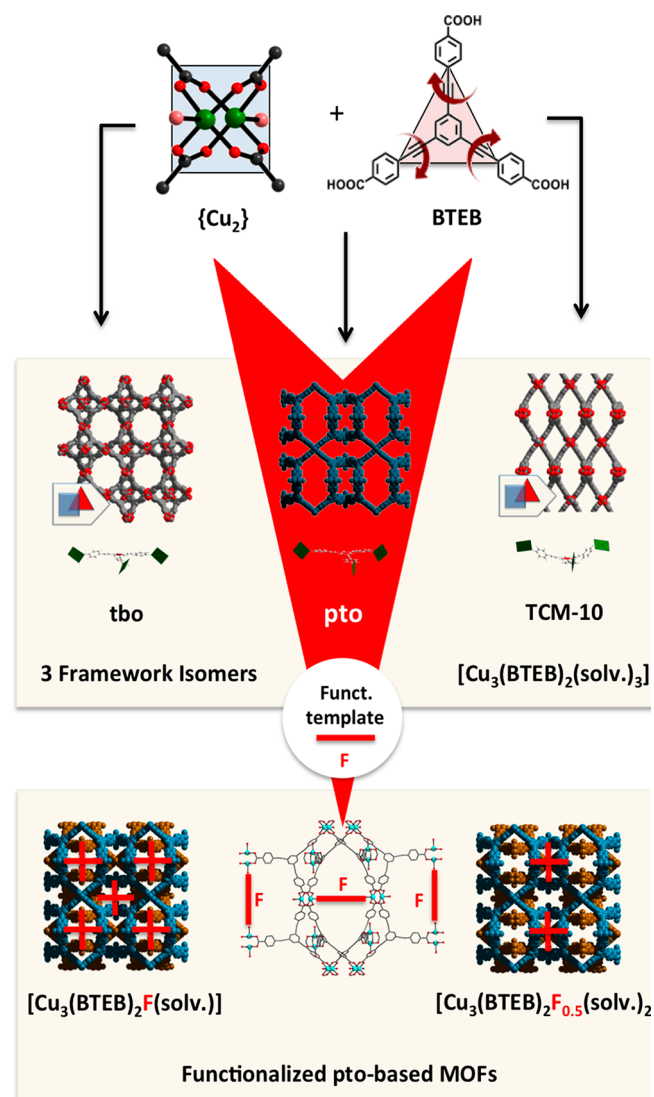 COOH
+
HOOC
COOH
{Cu₂}
BTEB
tbo
pto
TCM-10
3 Framework Isomers
[Cu₃(BTEB)₂(solv.)₃]
Funct.
template
F
F
F
F
[Cu₃(BTEB)₂F(solv.)]
[Cu₃(BTEB)₂F₀.₅(solv.)₂
Functionalized pto-based MOFs